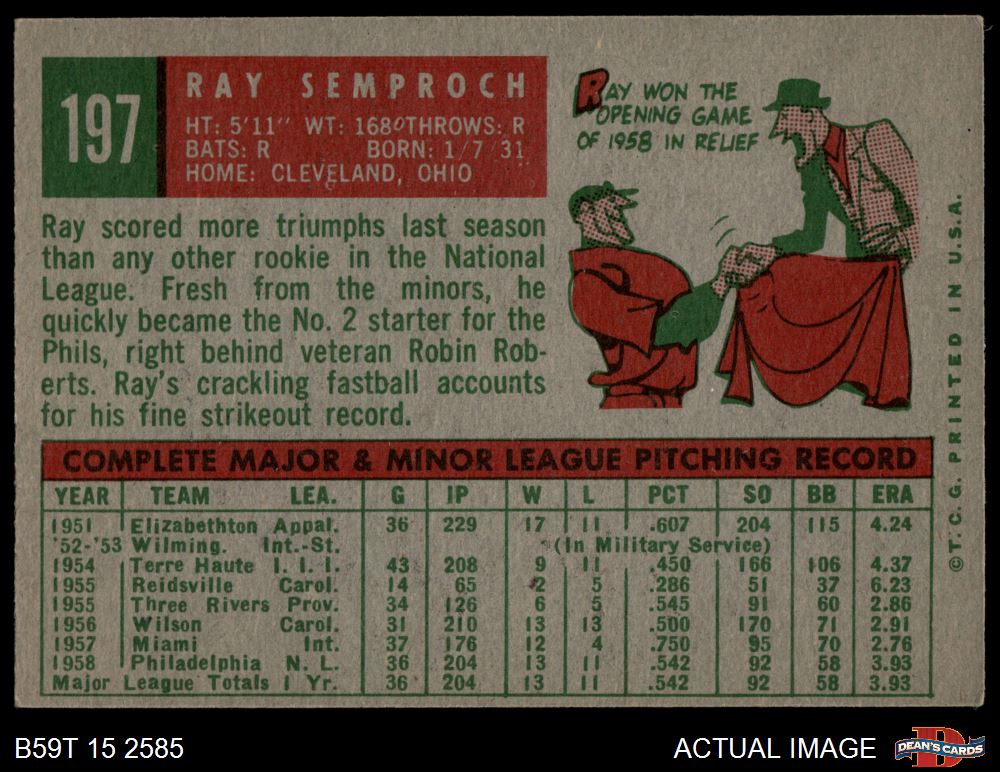 197
RAY SEMPROCH
HT: 5'11" WT: 168 THROWS: R
BATS: R BORN: 1/7/31
HOME: CLEVELAND, OHIO
RAY WON THE
OPENING GAME
OF 1958 IN RELIEF
Ray scored more triumphs last season
than any other rookie in the National
League. Fresh from the minors, he
quickly became the No. 2 starter for the
Phils, right behind veteran Robin Rob-
erts. Ray's crackling fastball accounts
for his fine strikeout record.
COMPLETE MAJOR & MINOR LEAGUE PITCHING RECORD
YEAR TEAM LEA. G IP W L PCT SO BB ERA
1951 Elizabethton Appal. 36 229 17 11 .607 204 115 4.24
'52-'53 Wilming. Int.-St. (In Military Service)
1954 Terre Haute I. I. I. 43 208 9 11 .450 166 106 4.37
1955 Reidsville Carol. 14 65 2 5 .286 51 37 6.23
1955 Three Rivers Prov. 34 126 6 5 .545 91 60 2.86
1956 Wilson Carol. 31 210 13 13 .500 170 71 2.91
1957 Miami Int. 37 176 12 4 .750 95 70 2.76
1958 Philadelphia N. L. 36 204 13 11 .542 92 58 3.93
Major League Totals 1 Yr. 36 204 13 11 .542 92 58 3.93
©T.C.G. PRINTED IN U.S.A.
B59T 15 2585
ACTUAL IMAGE
D
DEAN'S CARDS